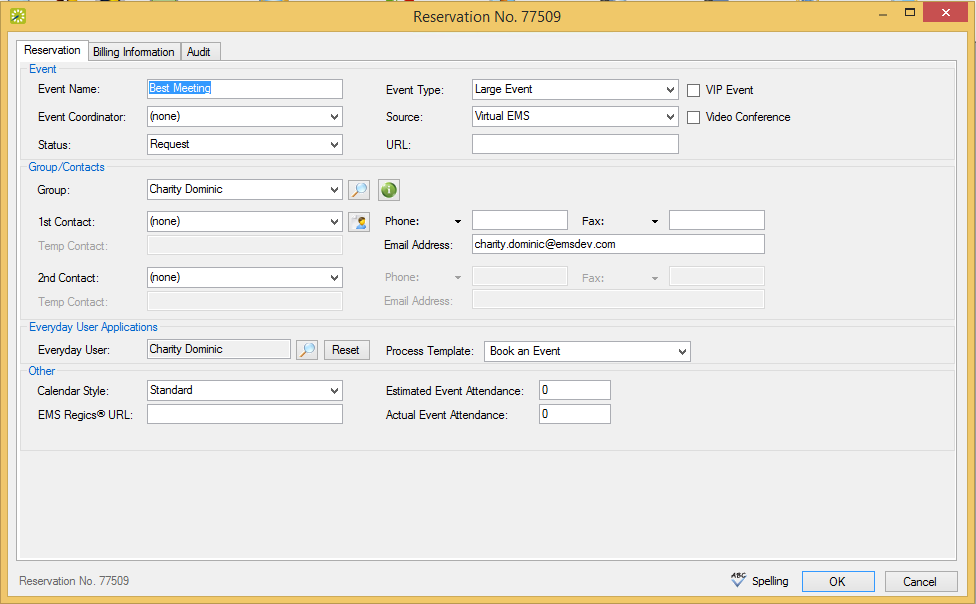 Reservation No. 77509
Reservation Billing Information Audit
Event
Event Name: Best Meeting Event Type: Large Event VIP Event
Event Coordinator: (none) Source: Virtual EMS Video Conference
Status: Request URL:
Group/Contacts
Group: Charity Dominic
1st Contact: (none) Phone: Fax:
Temp Contact: Email Address: charity.dominic@emsdev.com
2nd Contact: (none) Phone: Fax:
Temp Contact: Email Address:
Everyday User Applications
Everyday User: Charity Dominic Reset Process Template: Book an Event
Other
Calendar Style: Standard Estimated Event Attendance: 0
EMS Regics® URL: Actual Event Attendance: 0
Reservation No. 77509 ABC Spelling OK Cancel